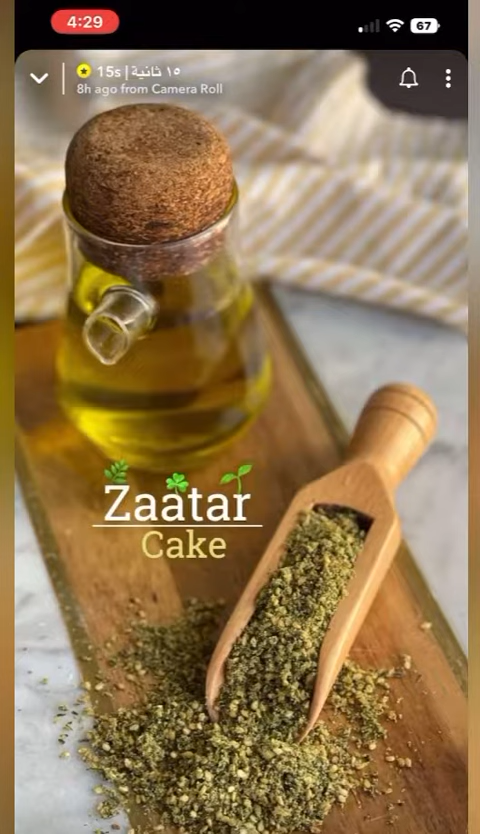 4:29
67
15s | ١٥ ثانية
8h ago from Camera Roll
Zaatar
Cake